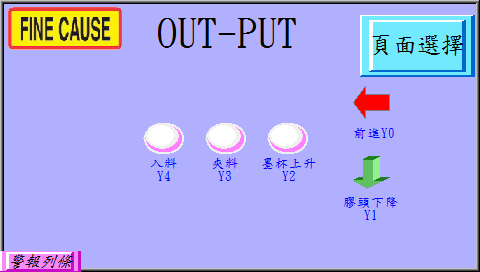 FINE CAUSE
OUT-PUT
頁面選擇
前進Y0
入料
Y4
夾料
Y3
墨杯上升
Y2
膠頭下降
Y1
警報列條